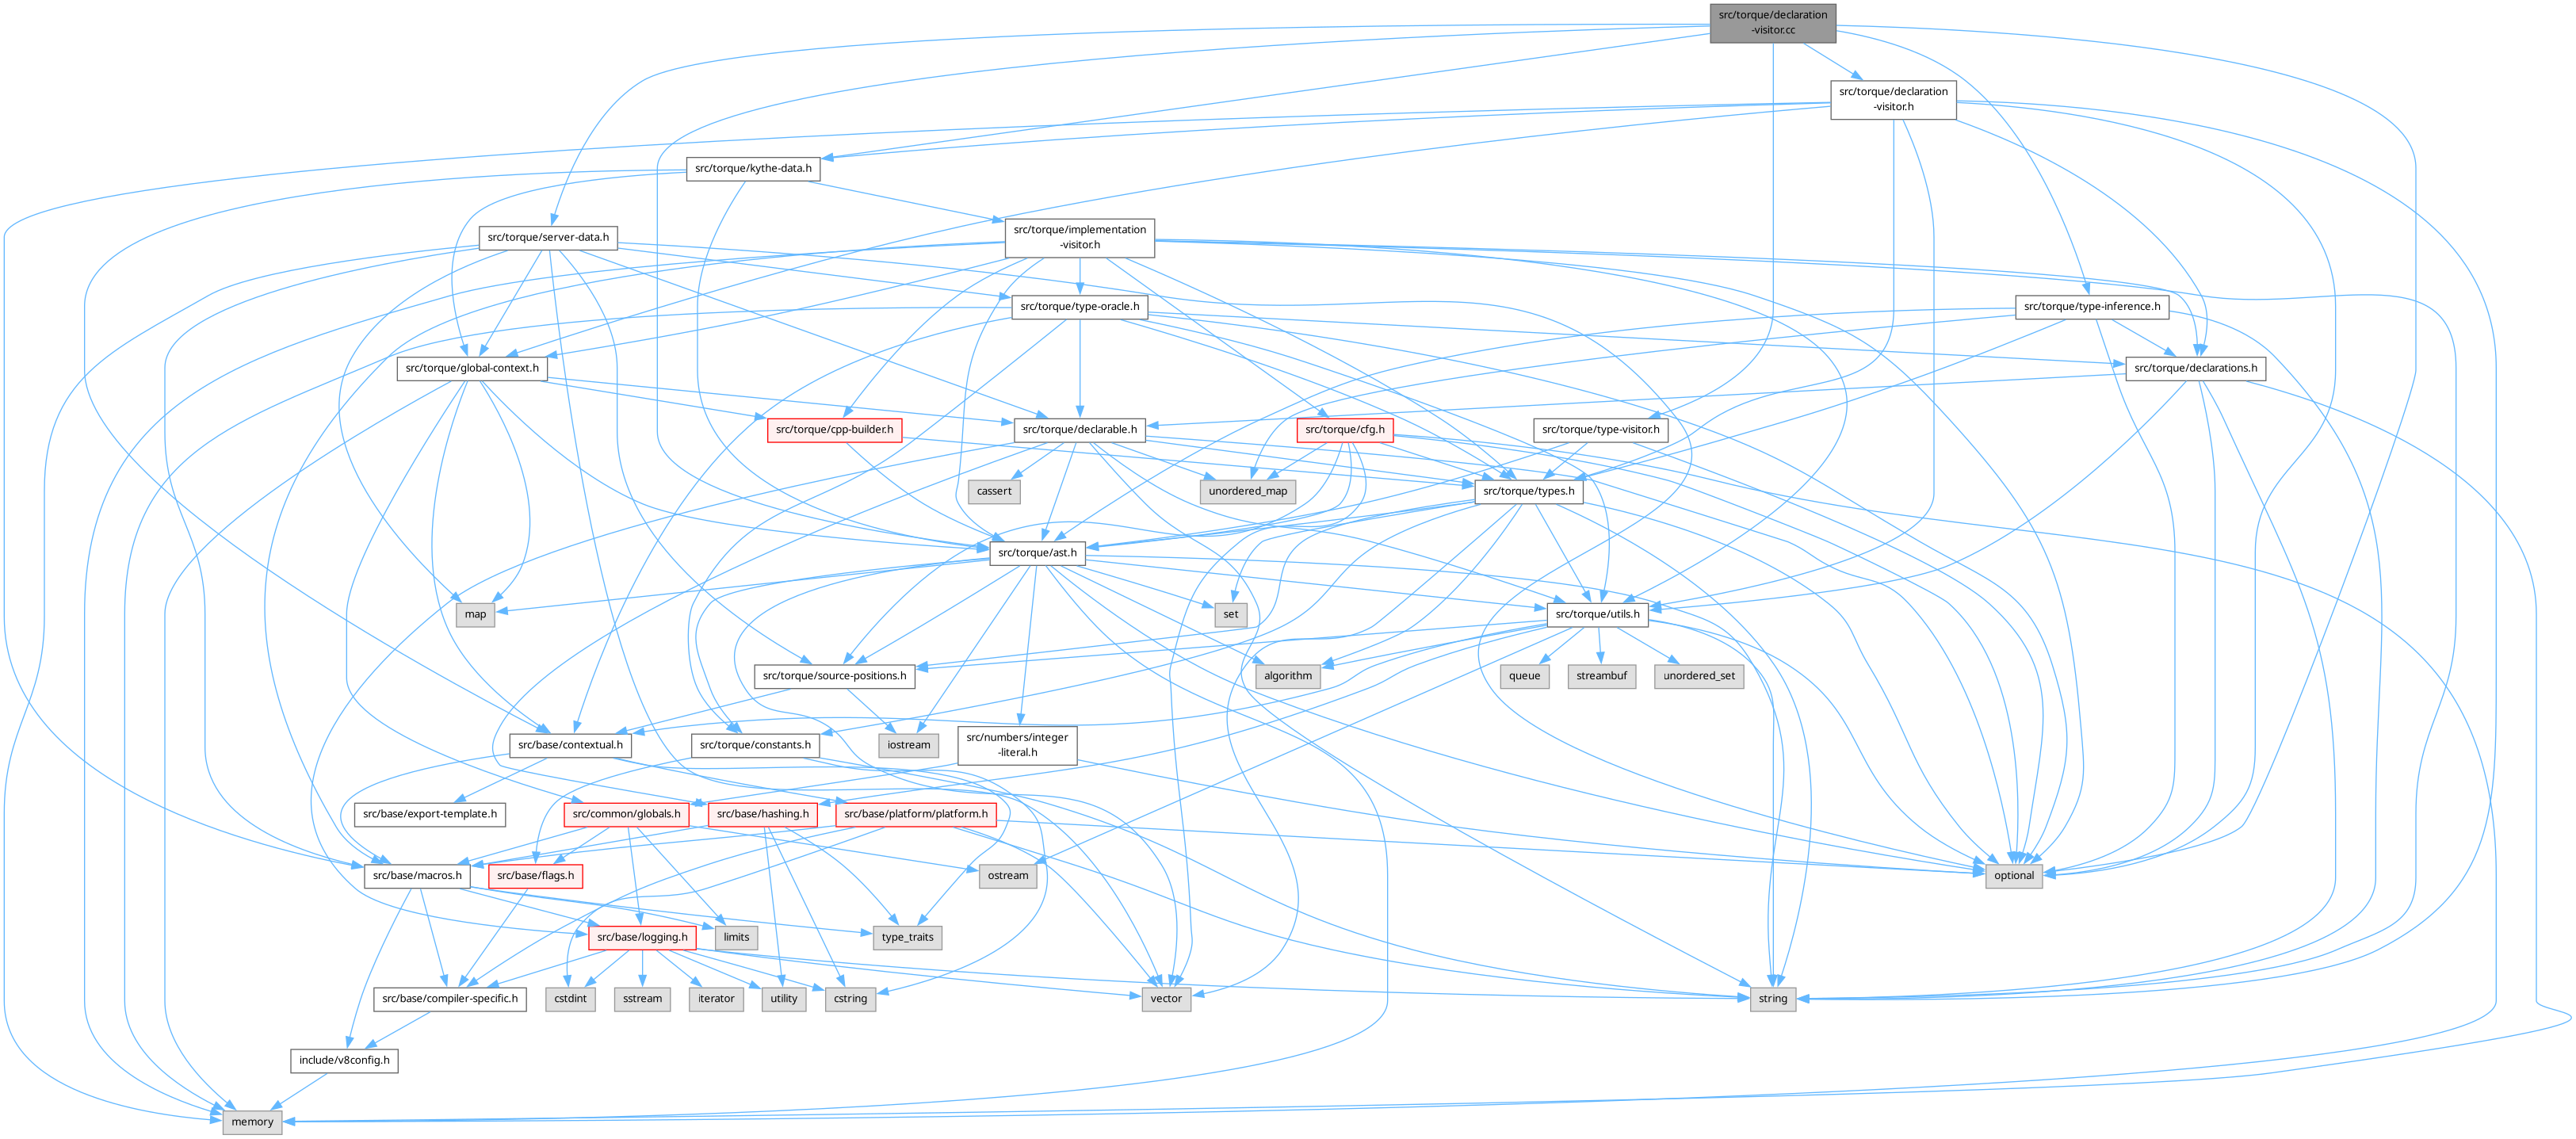 src/torque/declaration
-visitor.cc
src/torque/declaration
-visitor.h
src/torque/kythe-data.h
src/torque/server-data.h
src/torque/implementation
-visitor.h
src/torque/type-oracle.h
src/torque/type-inference.h
src/torque/global-context.h
src/torque/declarations.h
src/torque/cpp-builder.h
src/torque/declarable.h
src/torque/cfg.h
src/torque/type-visitor.h
cassert
unordered_map
src/torque/types.h
src/torque/ast.h
map
set
src/torque/utils.h
src/torque/source-positions.h
algorithm
queue
streambuf
unordered_set
src/base/contextual.h
src/torque/constants.h
iostream
src/numbers/integer
-literal.h
src/base/export-template.h
src/common/globals.h
src/base/hashing.h
src/base/platform/platform.h
src/base/macros.h
src/base/flags.h
ostream
optional
src/base/logging.h
limits
type_traits
src/base/compiler-specific.h
cstdint
sstream
iterator
utility
cstring
vector
string
include/v8config.h
memory